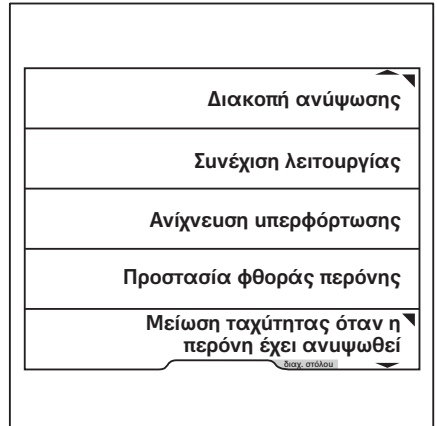 Διακοπή ανύψωσης
Συνέχιση λειτουργίας
Ανίχνευση υπερφόρτωσης
Προστασία φθοράς περόνης
Μείωση ταχύτητας όταν η
περόνη έχει ανυψωθεί
διαχ. στόλου